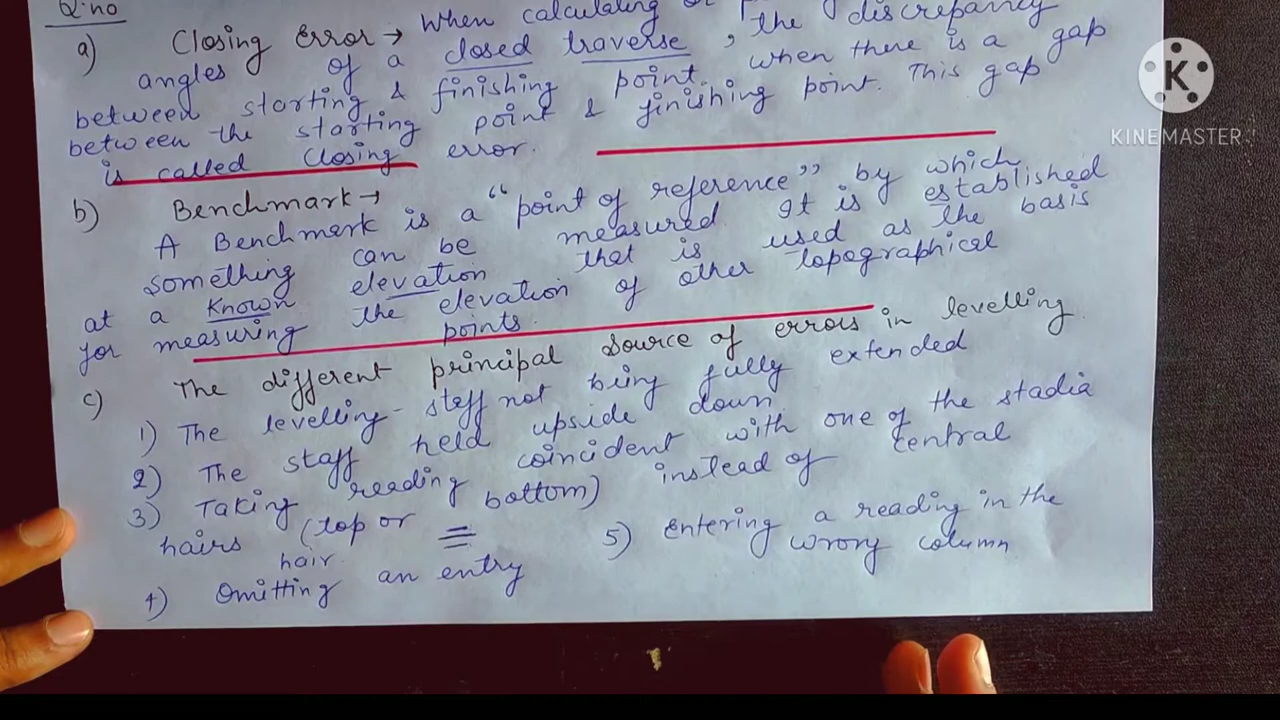 Q.no
a) Closing Error → When calculating
angles of a closed traverse, the discrepancy
between starting & finishing point. when there is a gap
between the starting point & finishing point. This gap
is called Closing error.
b) Benchmark →
A Benchmark is a "point of reference" by which
something can be measured. It is established
at a known elevation that is used as the basis
for measuring the elevation of other topographical
points.
c) The different principal source of errors in levelling
1) The levelling-staff not being fully extended
2) The staff held upside down
3) Taking reading coincident with one of the stadia
hairs (top or bottom) instead of central
hair.
4) Omitting an entry
5) Entering a reading in the
wrong column
K
KINEMASTER